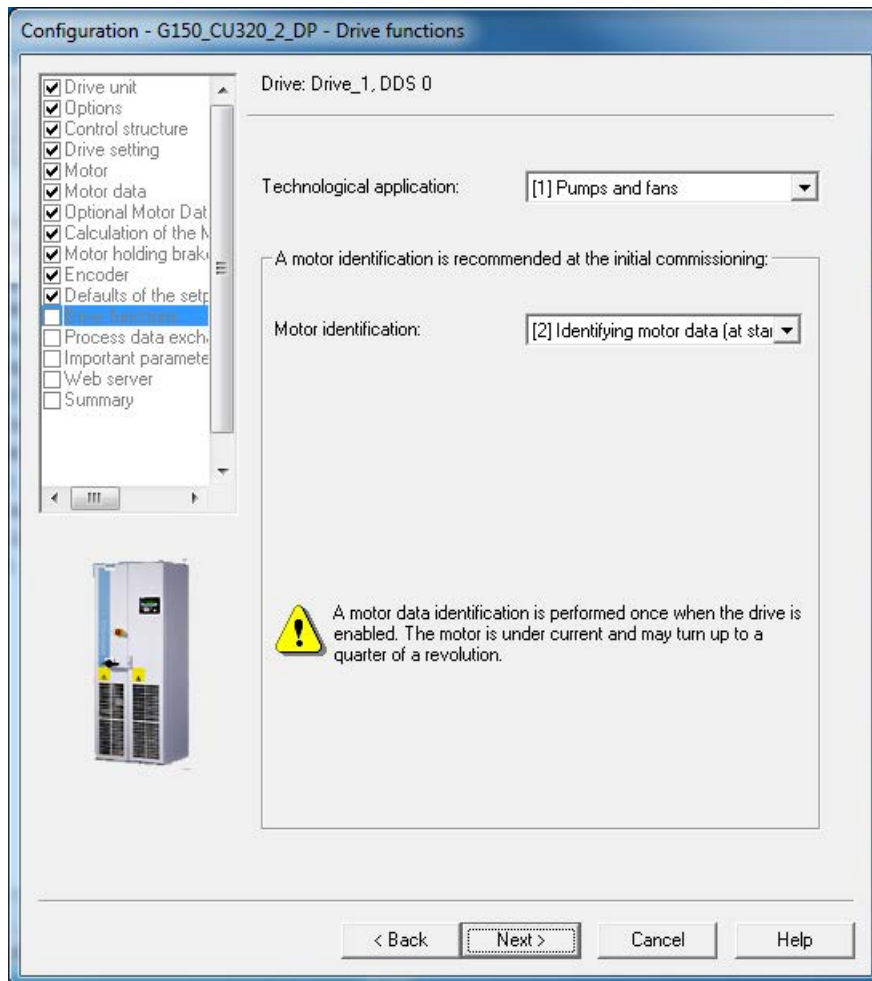 Configuration - G150_CU320_2_DP - Drive functions
Drive unit
Options
Control structure
Drive setting
Motor
Motor data
Optional Motor Dat
Calculation of the M
Motor holding brak
Encoder
Defaults of the setp
Drive functions
Process data exch
Important paramete
Web server
Summary
Drive: Drive_1, DDS 0
Technological application:
[1] Pumps and fans
A motor identification is recommended at the initial commissioning:
Motor identification:
[2] Identifying motor data (at star
A motor data identification is performed once when the drive is
enabled. The motor is under current and may turn up to a
quarter of a revolution.
< Back
Next >
Cancel
Help